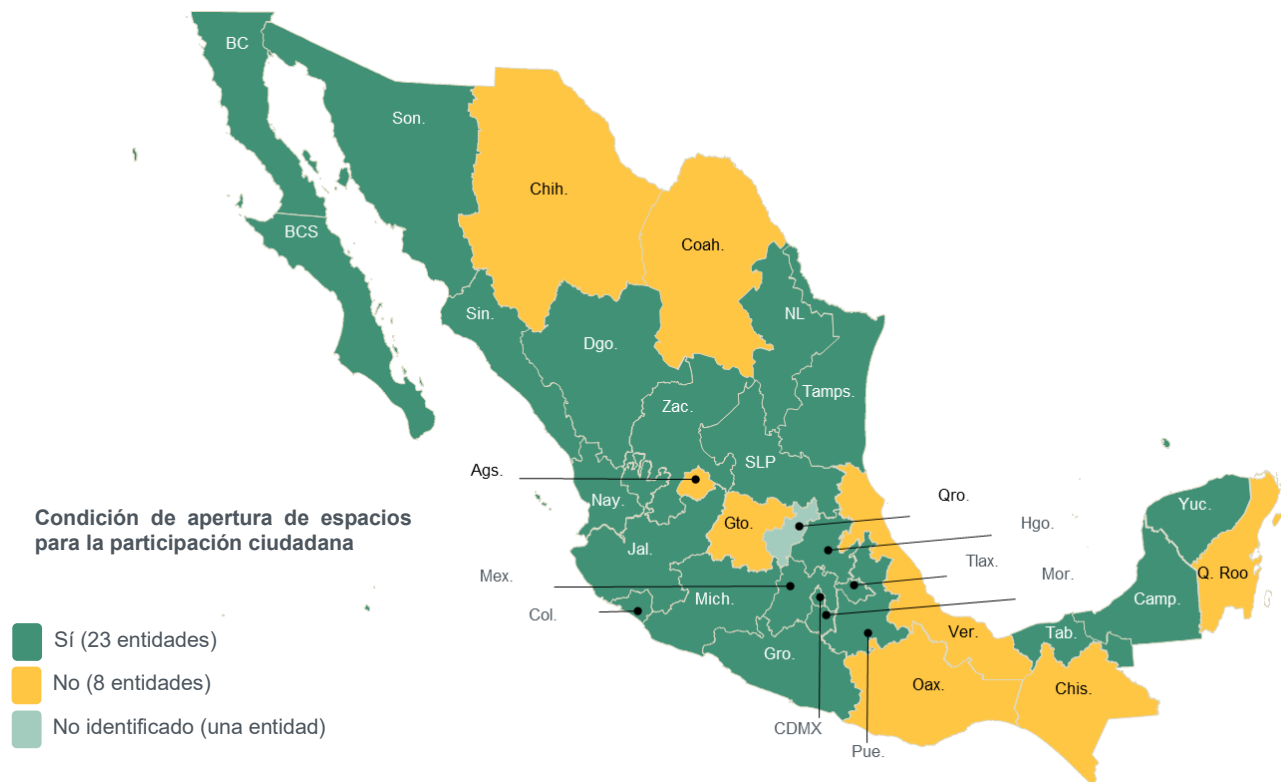 BC
Son.
Chih.
Coah.
BCS
Sin.
NL
Dgo.
Tamps.
Zac.
SLP
Ags.
Nay.
Qro.
Yuc.
Condición de apertura de espacios
para la participación ciudadana
Gto.
Hgo.
Jal.
Tlax.
Mex.
Mor.
Q. Roo
Mich.
Camp.
Col.
Ver.
Tab.
Sí (23 entidades)
Gro.
No (8 entidades)
Oax.
Chis.
No identificado (una entidad)
CDMX
Pue.